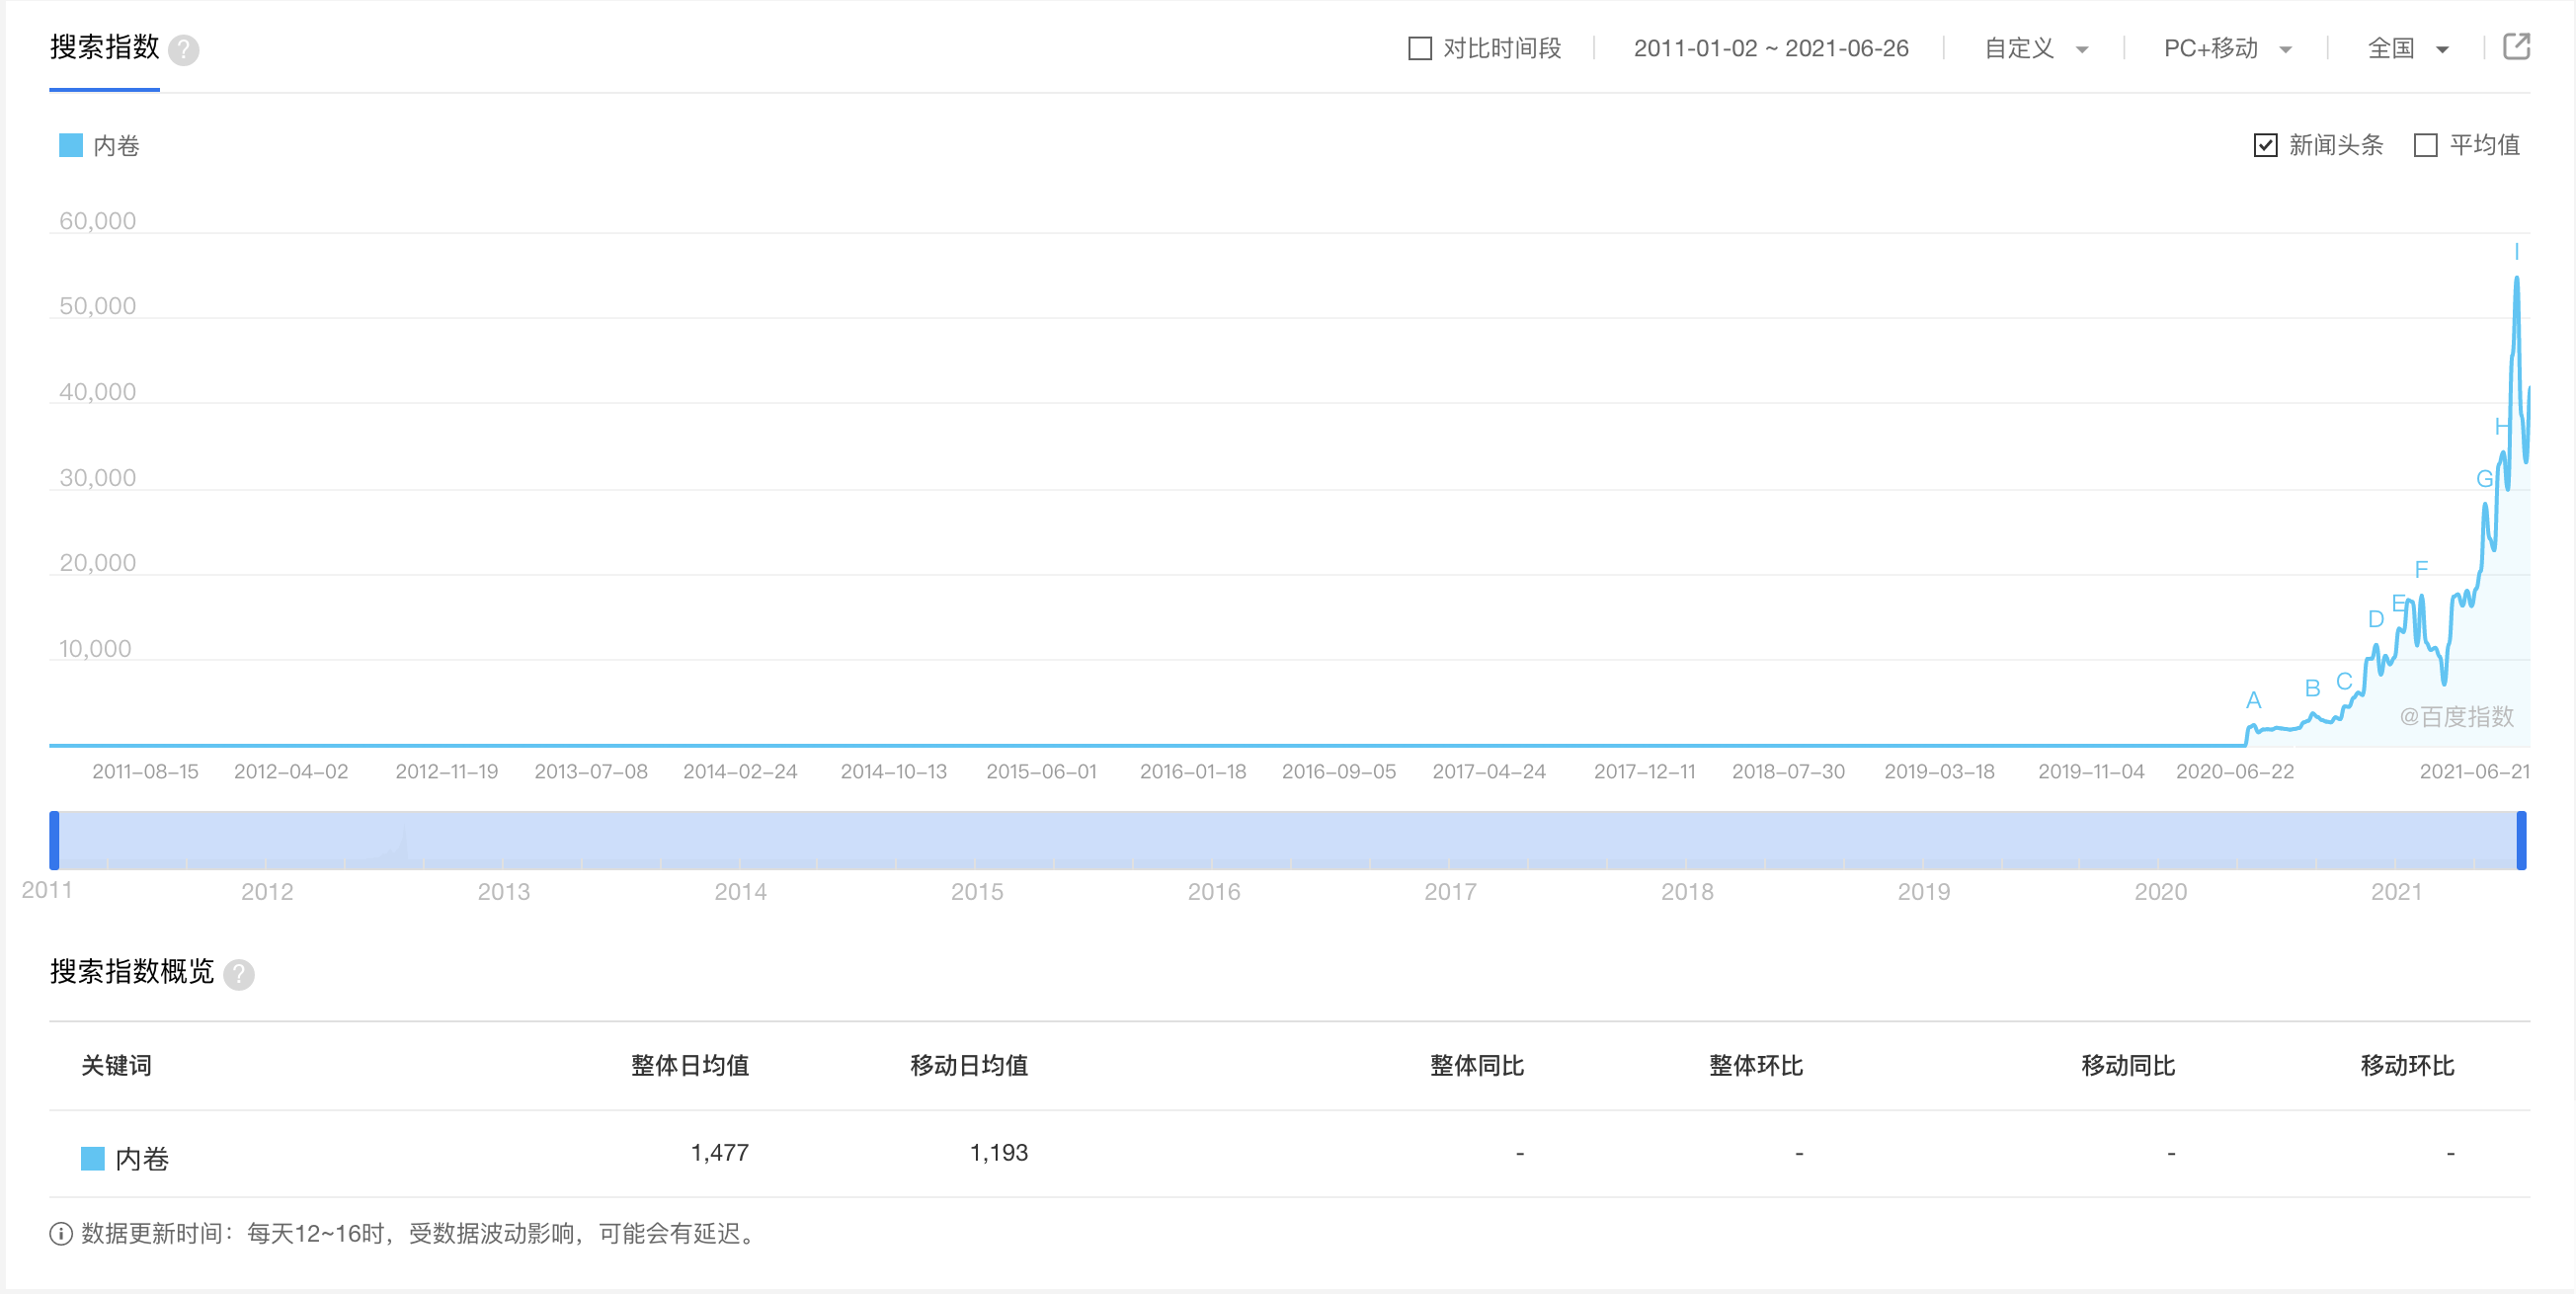 搜索指数 ?
对比时间段 2011-01-02 ~ 2021-06-26 自定义 PC+移动 全国
内卷 新闻头条 平均值
60,000
I
50,000
40,000
H
30,000
G
20,000
F
E
D
10,000
C
B
A
@百度指数
2011-08-15 2012-04-02 2012-11-19 2013-07-08 2014-02-24 2014-10-13 2015-06-01 2016-01-18 2016-09-05 2017-04-24 2017-12-11 2018-07-30 2019-03-18 2019-11-04 2020-06-22 2021-06-21
2011 2012 2013 2014 2015 2016 2017 2018 2019 2020 2021
搜索指数概览 ?
关键词 整体日均值 移动日均值 整体同比 整体环比 移动同比 移动环比
内卷 1,477 1,193 - - - -
数据更新时间：每天12~16时，受数据波动影响，可能会有延迟。